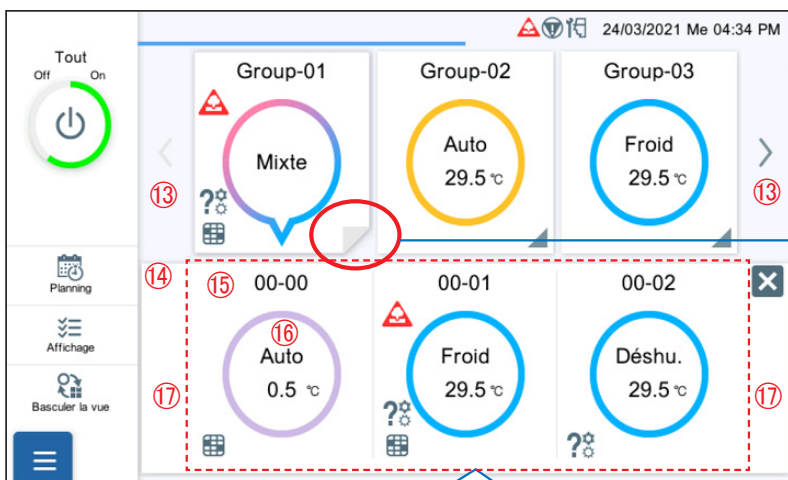 24/03/2021 Me 04:34 PM
Tout
Off On
Group-01
Group-02
Group-03
Mixte
Auto
29.5 ℃
Froid
29.5 ℃
⑬
⑬
Planning
Affichage
Basculer la vue
⑭
⑮
00-00
00-01
00-02
⑯
Auto
0.5 ℃
Froid
29.5 ℃
Déshu.
29.5 ℃
⑰
⑰